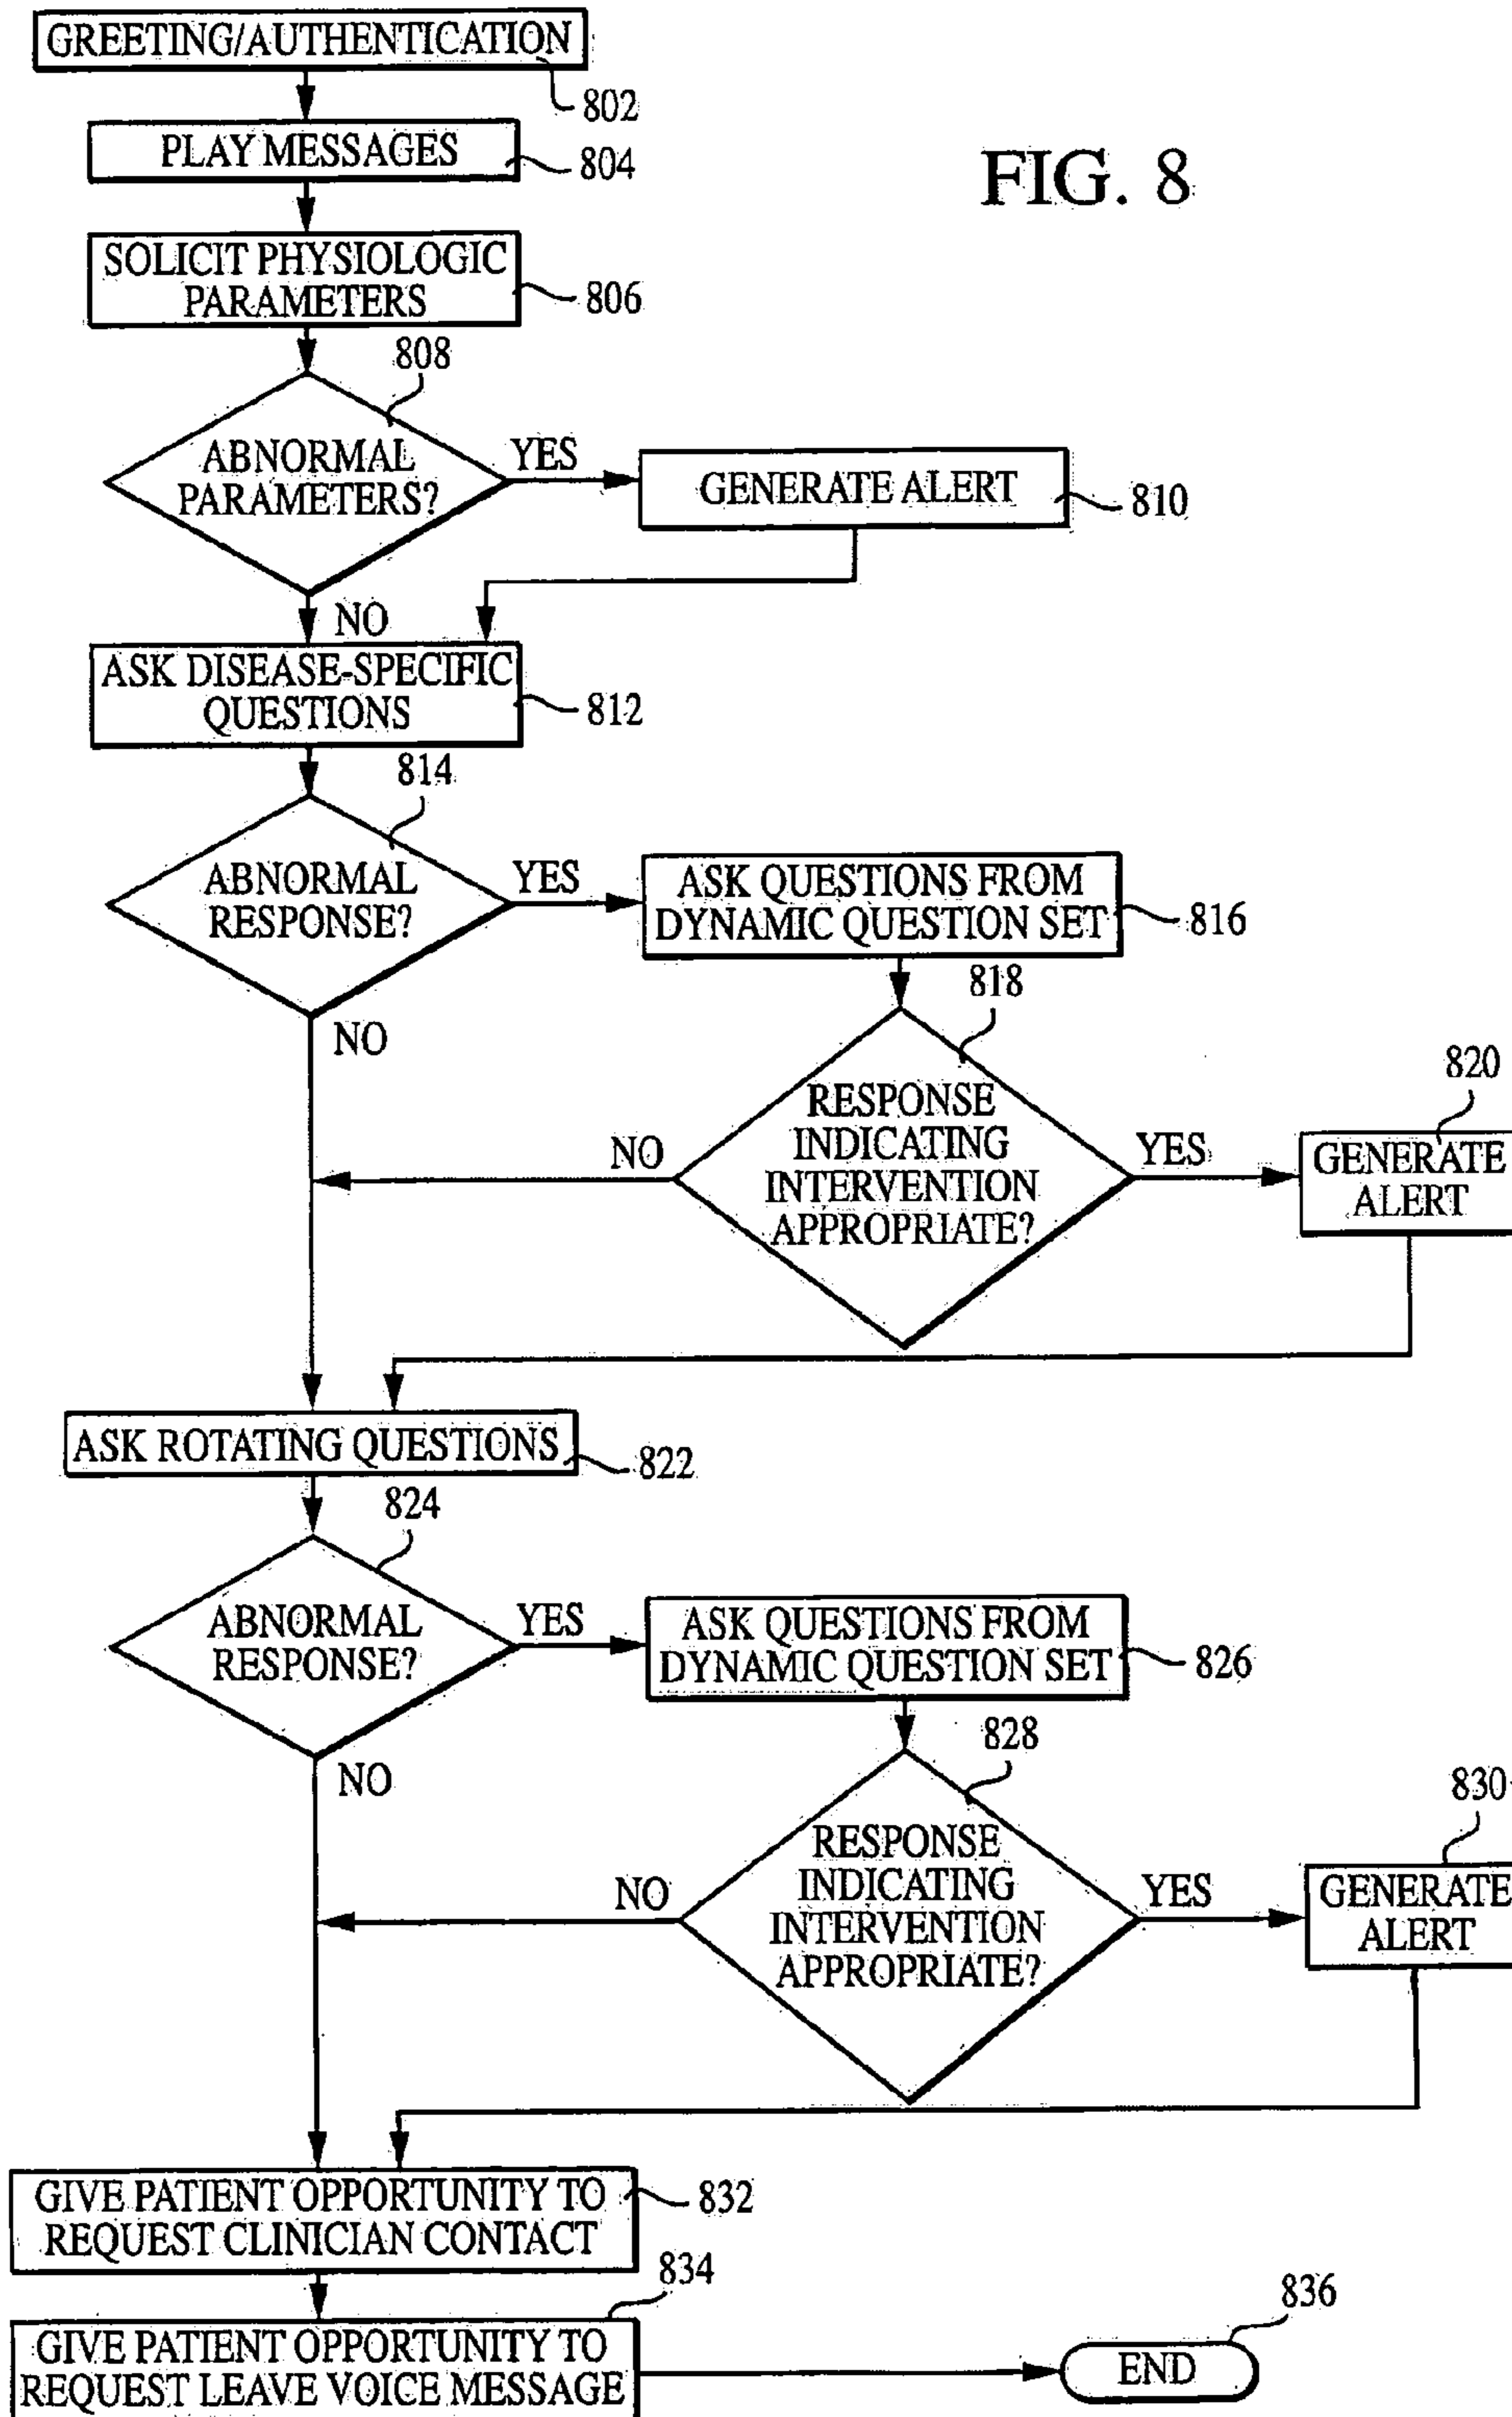 GREETING/AUTHENTICATION
802
PLAY MESSAGES
804
FIG. 8
SOLICIT PHYSIOLOGIC
PARAMETERS
806
808
ABNORMAL
PARAMETERS?
YES
GENERATE ALERT
810
NO
ASK DISEASE-SPECIFIC
QUESTIONS
812
814
ABNORMAL
RESPONSE?
YES
ASK QUESTIONS FROM
DYNAMIC QUESTION SET
816
818
NO
RESPONSE
INDICATING
INTERVENTION
APPROPRIATE?
NO
YES
820
GENERATE
ALERT
ASK ROTATING QUESTIONS
822
824
ABNORMAL
RESPONSE?
YES
ASK QUESTIONS FROM
DYNAMIC QUESTION SET
826
828
NO
RESPONSE
INDICATING
INTERVENTION
APPROPRIATE?
NO
YES
830
GENERATE
ALERT
GIVE PATIENT OPPORTUNITY TO
REQUEST CLINICIAN CONTACT
832
834
GIVE PATIENT OPPORTUNITY TO
REQUEST LEAVE VOICE MESSAGE
836
END